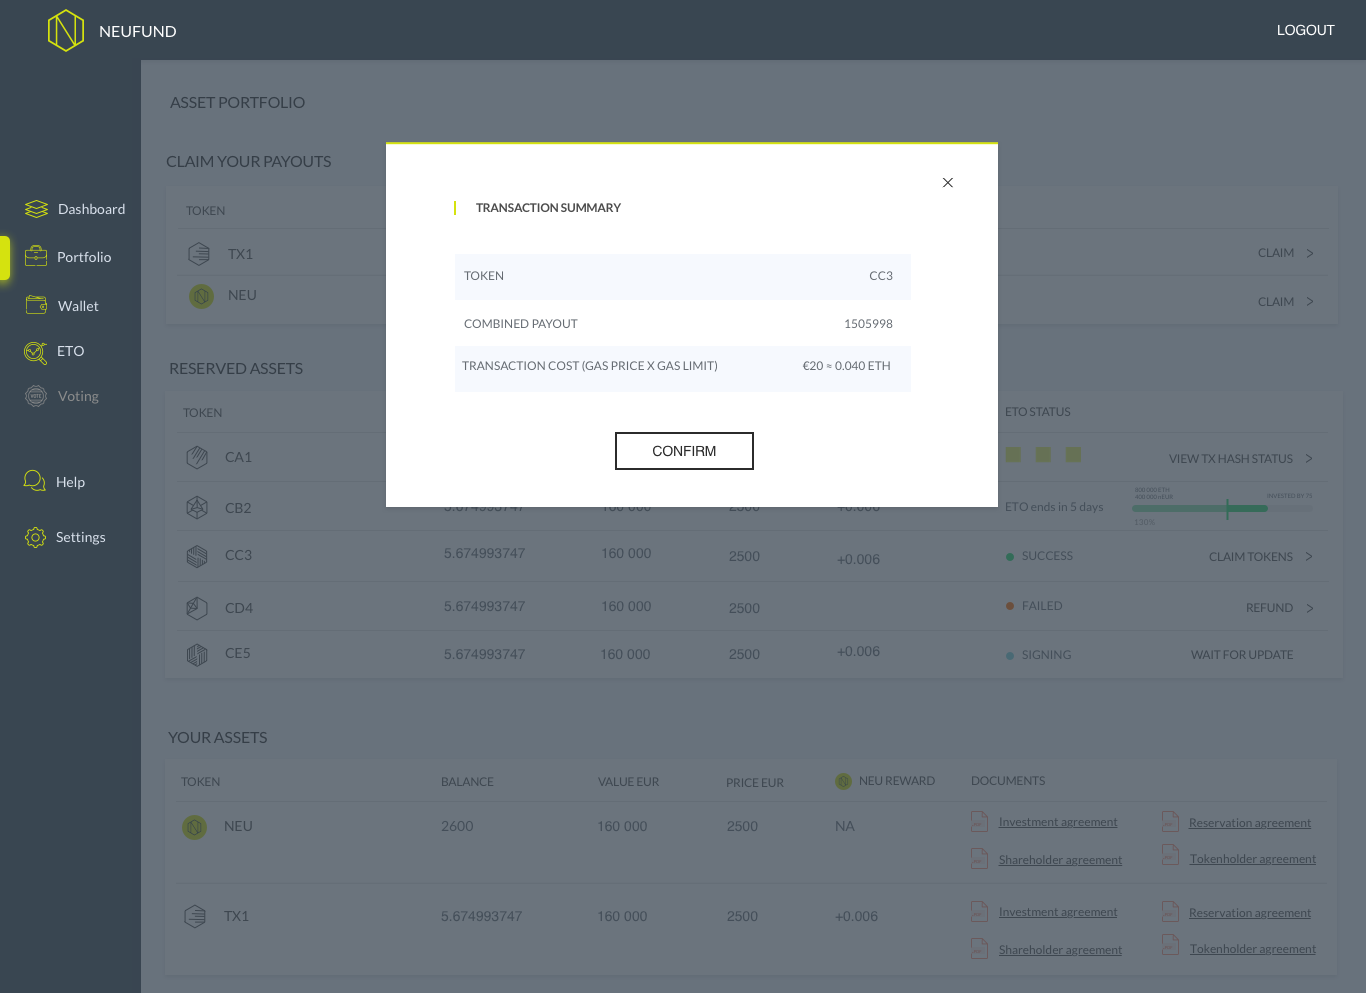 NEUFUND
LOGOUT
ASSET PORTFOLIO
CLAIM YOUR PAYOUTS
Dashboard
Portfolio
Wallet
ETO
Voting
Help
Settings
TOKEN
TX1
CLAIM >
NEU
CLAIM >
TRANSACTION SUMMARY
TOKEN CC3
COMBINED PAYOUT 1505998
TRANSACTION COST (GAS PRICE X GAS LIMIT) €20 ≈ 0.040 ETH
CONFIRM
RESERVED ASSETS
TOKEN ETO STATUS
CA1 VIEW TX HASH STATUS >
CB2 5.674993747 160 000 2500 +0.006 ETO ends in 5 days
INVESTED BY 75
120%
CC3 5.674993747 160 000 2500 +0.006 SUCCESS CLAIM TOKENS >
CD4 5.674993747 160 000 2500 FAILED REFUND >
CE5 5.674993747 160 000 2500 +0.006 SIGNING WAIT FOR UPDATE
YOUR ASSETS
TOKEN BALANCE VALUE EUR PRICE EUR NEU REWARD DOCUMENTS
NEU 2600 160 000 2500 NA Investment agreement Reservation agreement
Shareholder agreement Tokenholder agreement
TX1 5.674993747 160 000 2500 +0.006 Investment agreement Reservation agreement
Shareholder agreement Tokenholder agreement